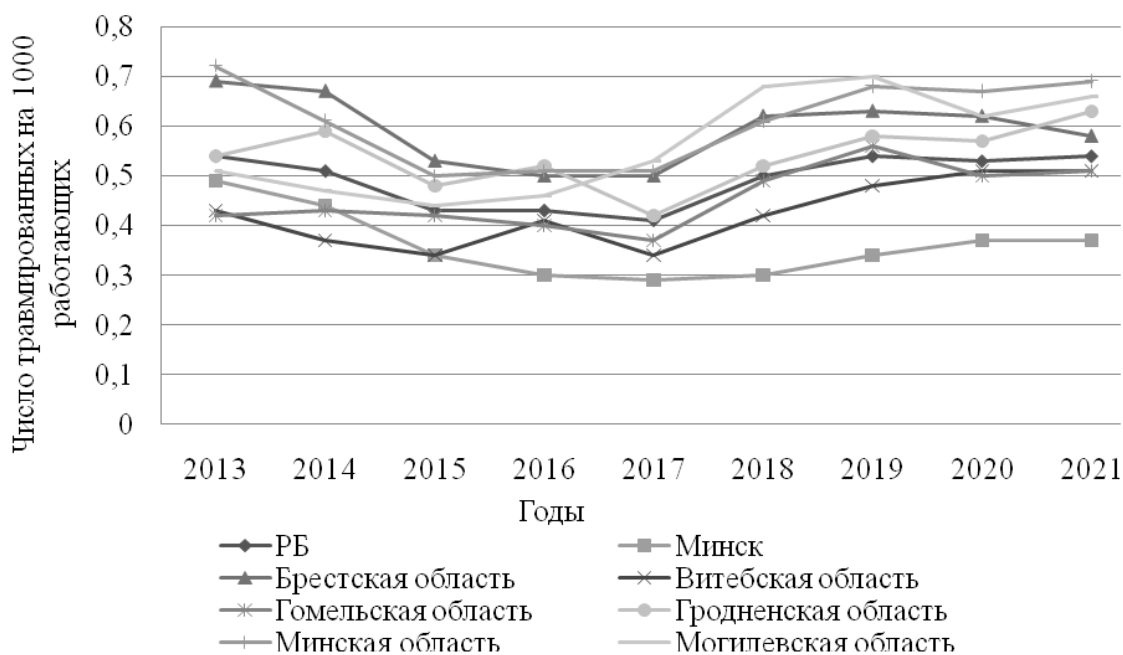 Число травмированных на 1000
работающих
0,8
0,7
0,6
0,5
0,4
0,3
0,2
0,1
0
2013 2014 2015 2016 2017 2018 2019 2020 2021
Годы
РБ Минск
Брестская область Витебская область
Гомельская область Гродненская область
Минская область Могилевская область